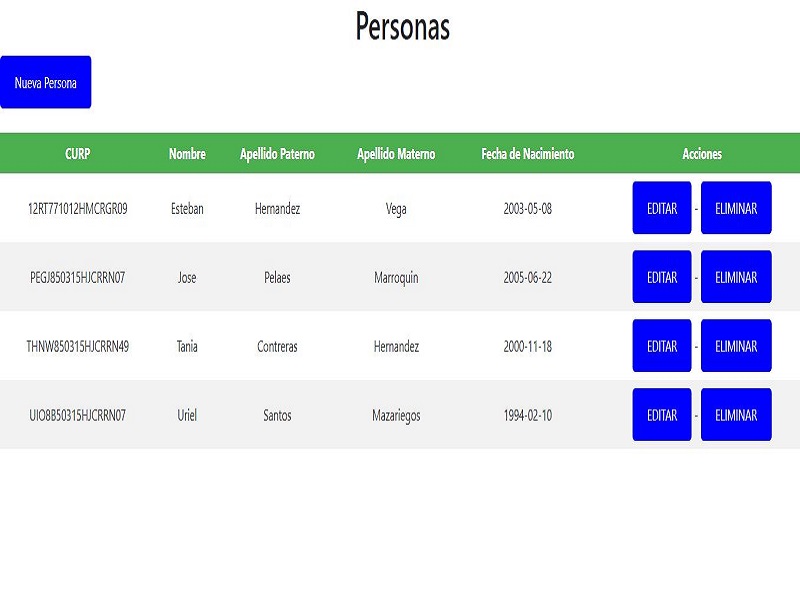 Personas
Nueva Persona
CURP Nombre Apellido Paterno Apellido Materno Fecha de Nacimiento Acciones
12RT771012HMCRGR09 Esteban Hernandez Vega 2003-05-08 EDITAR - ELIMINAR
PEGJ850315HJCRRN07 Jose Pelaes Marroquin 2005-06-22 EDITAR - ELIMINAR
THNW850315HJCRRN49 Tania Contreras Hernandez 2000-11-18 EDITAR - ELIMINAR
UIO8B50315HJCRRN07 Uriel Santos Mazariegos 1994-02-10 EDITAR - ELIMINAR